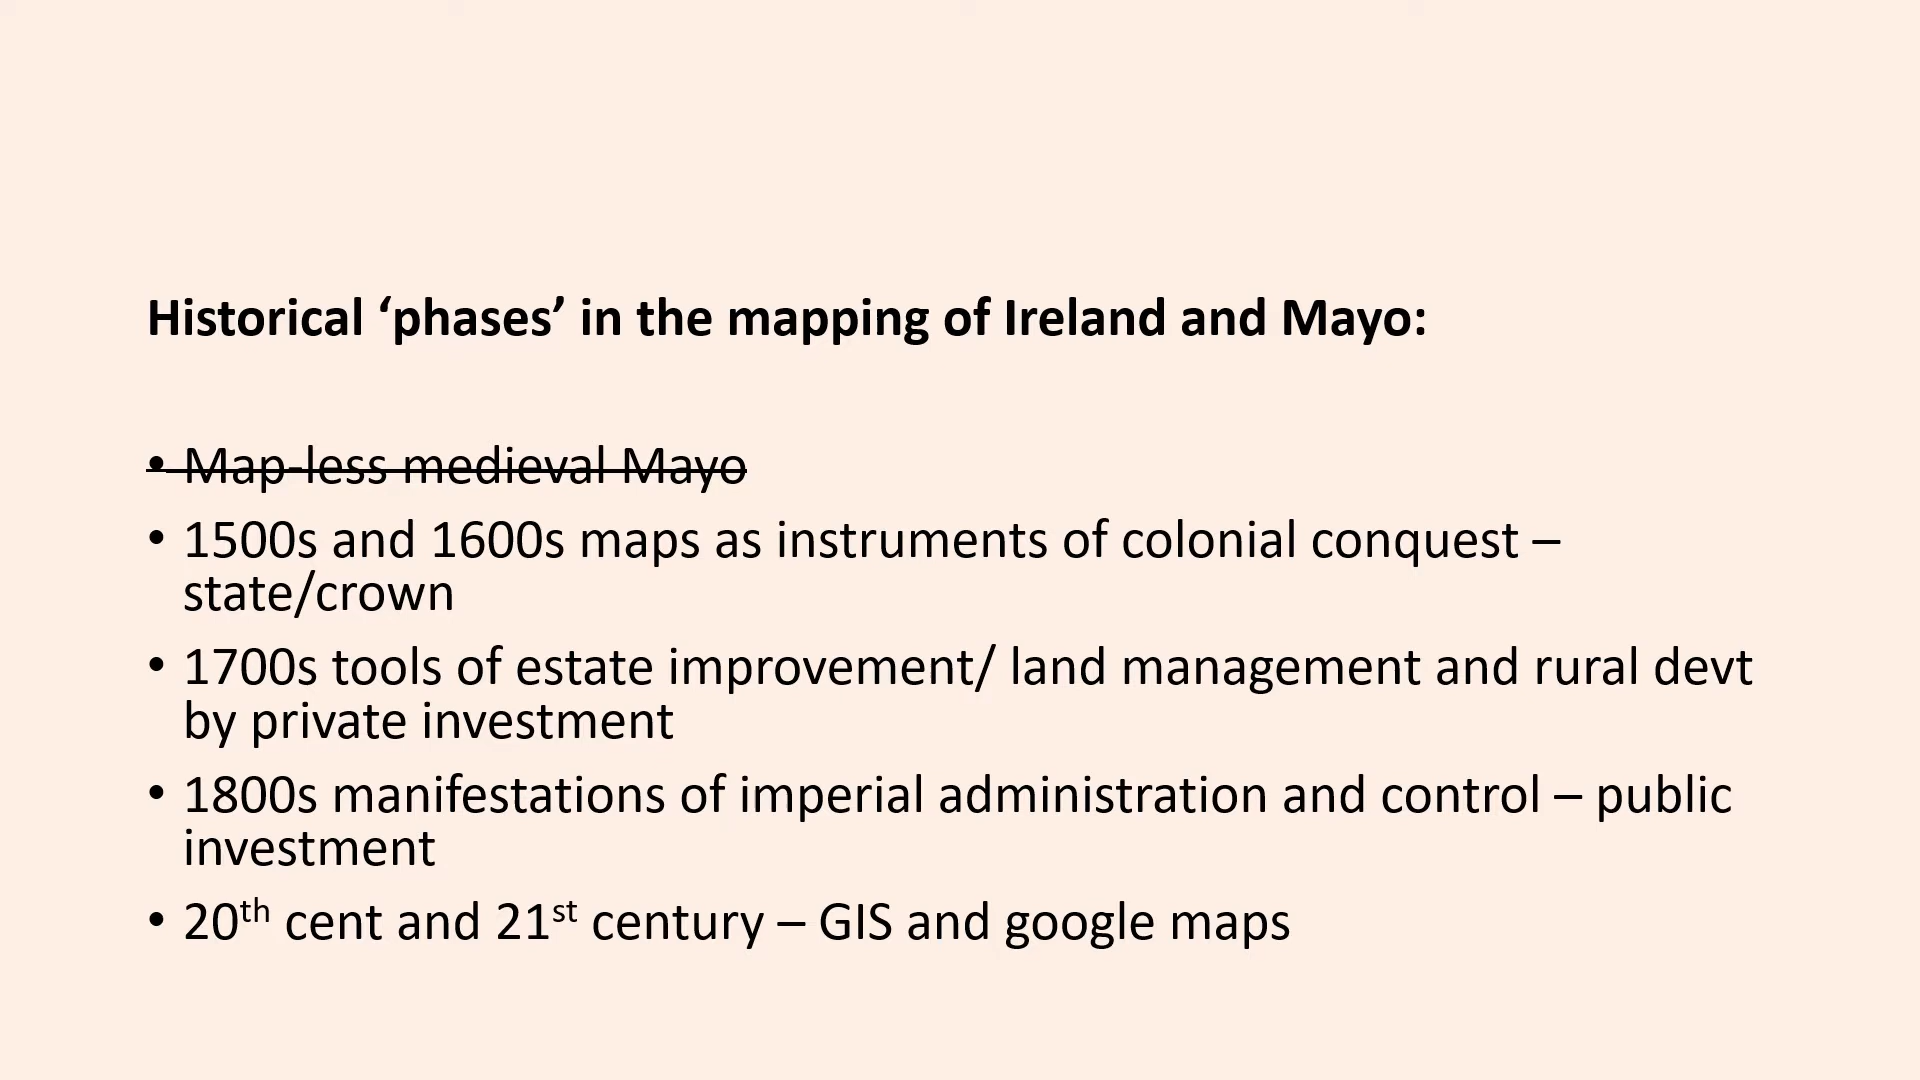 Historical ‘phases’ in the mapping of Ireland and Mayo:
• Map-less medieval Mayo
• 1500s and 1600s maps as instruments of colonial conquest –
state/crown
• 1700s tools of estate improvement/ land management and rural devt
by private investment
• 1800s manifestations of imperial administration and control – public
investment
• 20th cent and 21st century – GIS and google maps